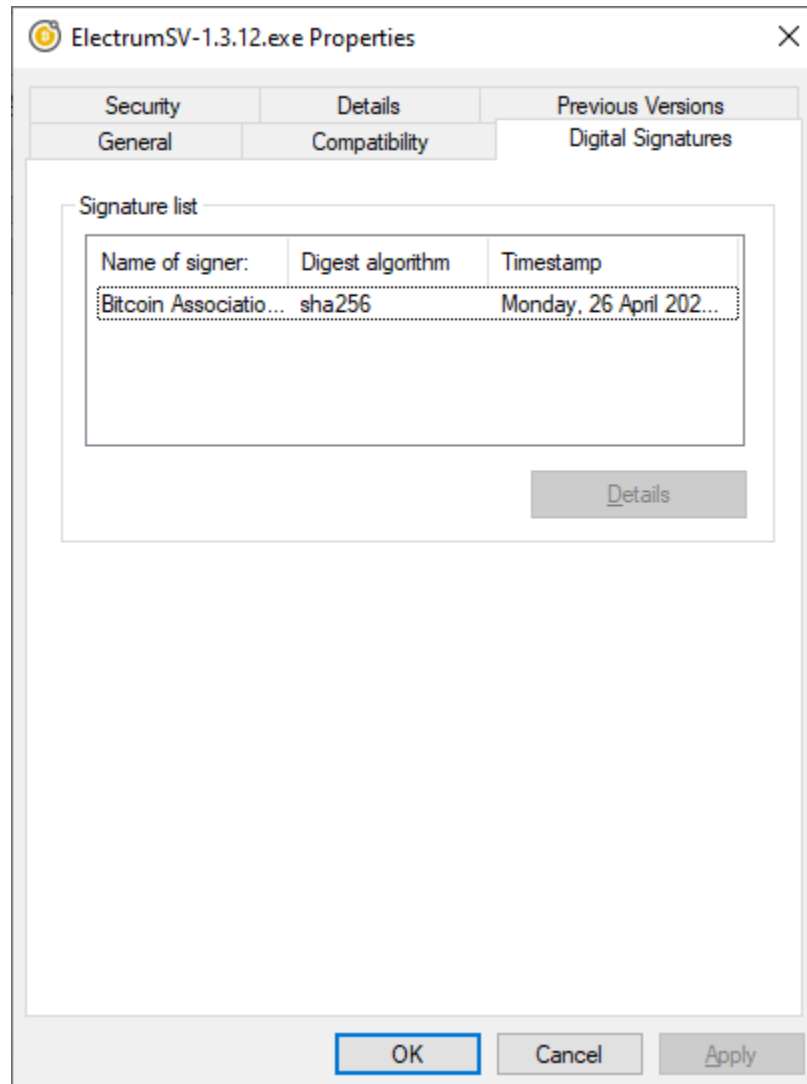 ElectrumSV-1.3.12.exe Properties
Security Details Previous Versions
General Compatibility Digital Signatures
Signature list
Name of signer: Digest algorithm Timestamp
Bitcoin Associatio... sha256 Monday, 26 April 202...
Details
OK Cancel Apply